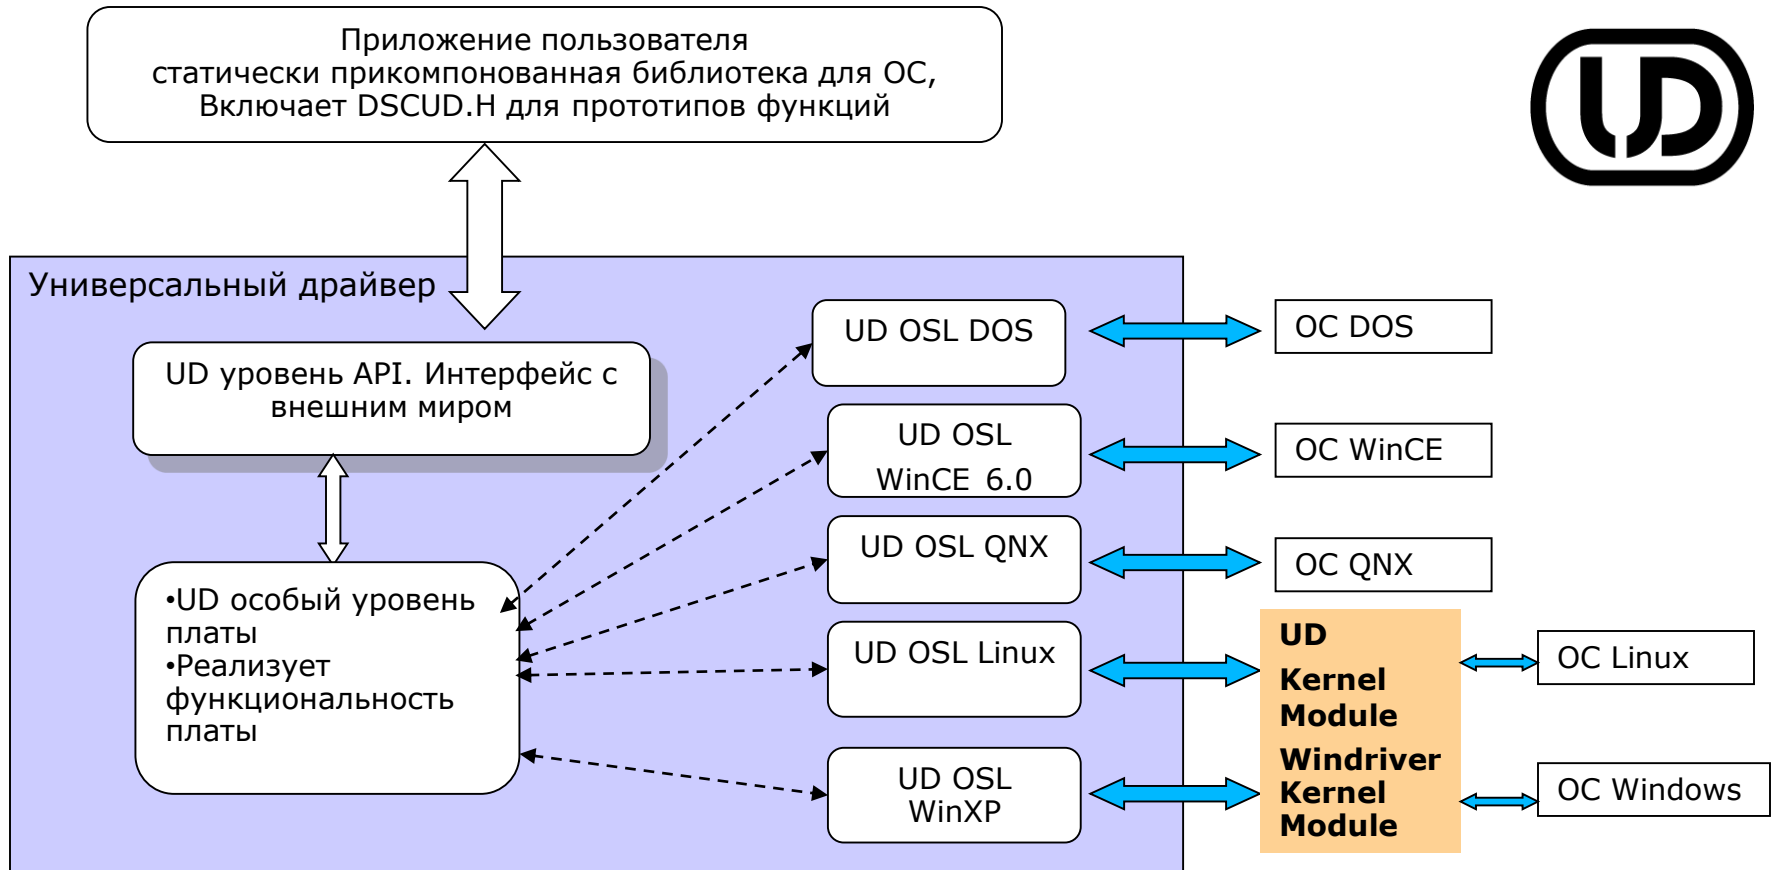 Приложение пользователя
статически прикомпонованная библиотека для ОС,
Включает DSCUD.H для прототипов функций
UD
Универсальный драйвер
UD уровень API. Интерфейс с
внешним миром
•UD особый уровень
платы
•Реализует
функциональность
платы
UD OSL DOS
UD OSL
WinCE 6.0
UD OSL QNX
UD OSL Linux
UD OSL
WinXP
ОС DOS
ОС WinCE
ОС QNX
UD
Kernel
Module
Windriver
Kernel
Module
ОС Linux
ОС Windows